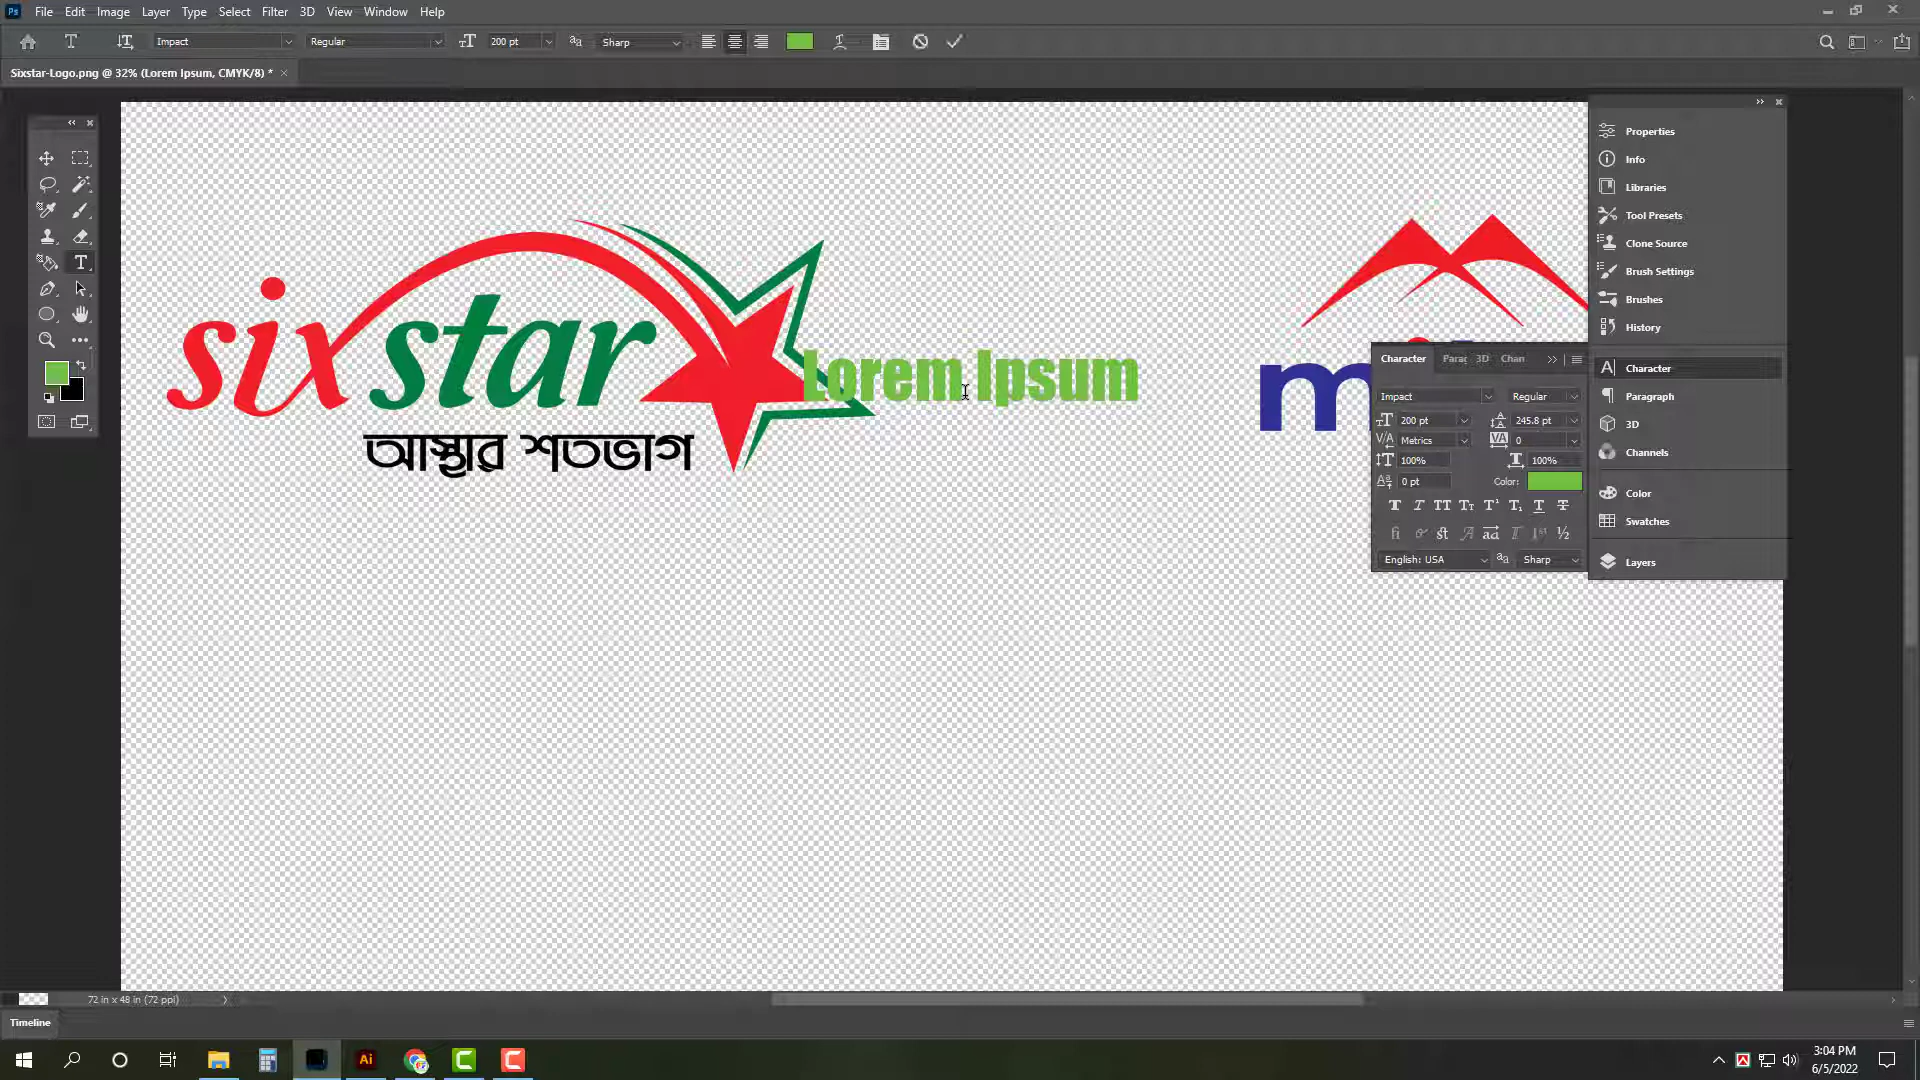 File Edit Image Layer Type Select Filter 3D View Window Help
Impact Regular 200 pt Sharp
Sixstar-Logo.png @ 32% (Lorem Ipsum, CMYK/8) *
Properties
Info
Libraries
Tool Presets
Clone Source
Brush Settings
Brushes
History
Character
Paragraph
3D
Channels
Color
Swatches
Layers
sixstar
আস্থার শতভাগ
Lorem Ipsum
m
Character 3D Chan
Impact Regular
200 pt 245.8 pt
Metrics 0
100% 100%
0 pt Color:
English: USA Sharp
72 in x 48 in (72 ppi)
Timeline
3:04 PM
6/5/2022